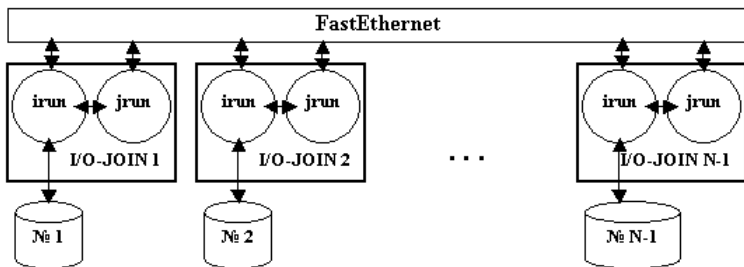 FastEthernet
irun jrun irun jrun irun jrun
I/O-JOIN 1 I/O-JOIN 2 . . . I/O-JOIN N-1
№ 1 № 2 № N-1